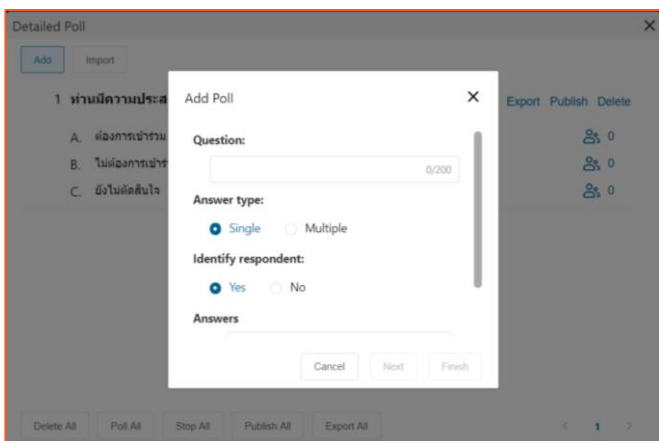 Detailed Poll
Add Import
1 ท่านมีความประส
Export Publish Delete
A. ต้องการเข้าร่วม 0
B. ไม่ต้องการเข้าร่ 0
C. ยังไม่ตัดสินใจ 0
Add Poll
Question:
0/200
Answer type:
Single Multiple
Identify respondent:
Yes No
Answers
Cancel Next Finish
Delete All Poll All Stop All Publish All Export All 1